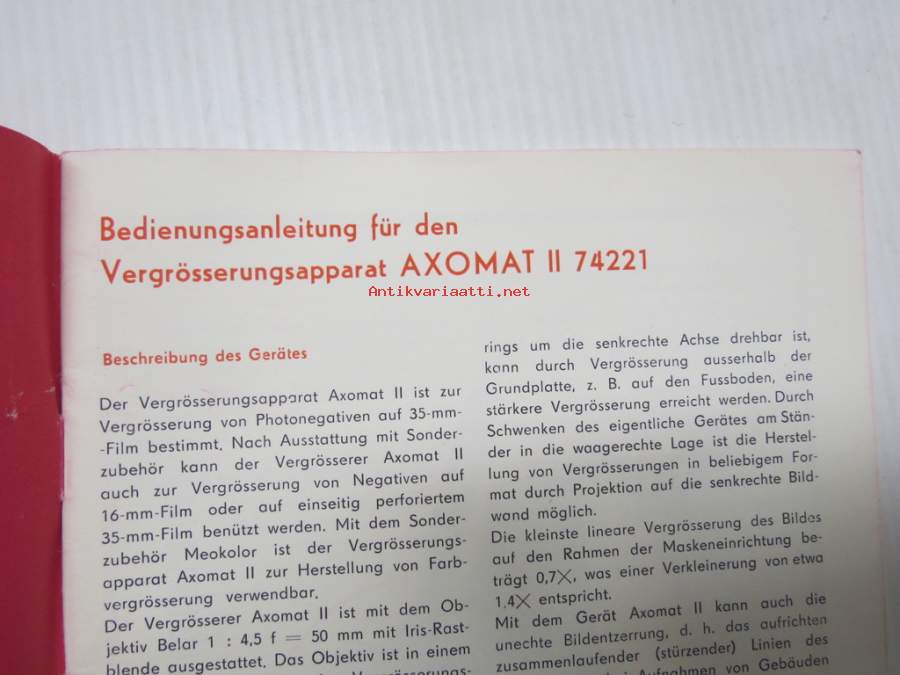 Bedienungsanleitung für den
Vergrösserungsapparat AXOMAT II 74221
Antikvariaatti.net
Beschreibung des Gerätes
Der Vergrösserungsapparat Axomat II ist zur
Vergrösserung von Photonegativen auf 35-mm-
-Film bestimmt. Nach Ausstattung mit Sonder-
zubehör kann der Vergrösserer Axomat II
auch zur Vergrösserung von Negativen auf
16-mm-Film oder auf einseitig perforiertem
35-mm-Film benützt werden. Mit dem Sonder-
zubehör Meokolor ist der Vergrösserungs-
apparat Axomat II zur Herstellung von Farb-
vergrösserung verwendbar.
Der Vergrösserer Axomat II ist mit dem Ob-
jektiv Belar 1 : 4,5 f = 50 mm mit Iris-Rast-
blende ausgestattet. Das Objektiv ist in einem
rings um die senkrechte Achse drehbar ist,
kann durch Vergrösserung ausserhalb der
Grundplatte, z. B. auf den Fussboden, eine
stärkere Vergrösserung erreicht werden. Durch
Schwenken des eigentliche Gerätes am Stän-
der in die waagerechte Lage ist die Herstel-
lung von Vergrösserungen in beliebigem For-
mat durch Projektion auf die senkrechte Bild-
wand möglich.
Die kleinste lineare Vergrösserung des Bildes
auf den Rahmen der Maskeneinrichtung be-
trägt 0,7X, was einer Verkleinerung von etwa
1.4X entspricht.
Mit dem Gerät Axomat II kann auch die
unechte Bildentzerrung, d. h. das aufrichten
zusammenlaufender (stürzender) Linien des
Aufnahmen von Gebäuden